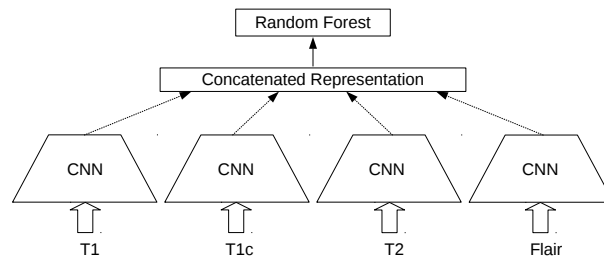 Random Forest
Concatenated Representation
CNN CNN CNN CNN
T1 T1c T2 Flair